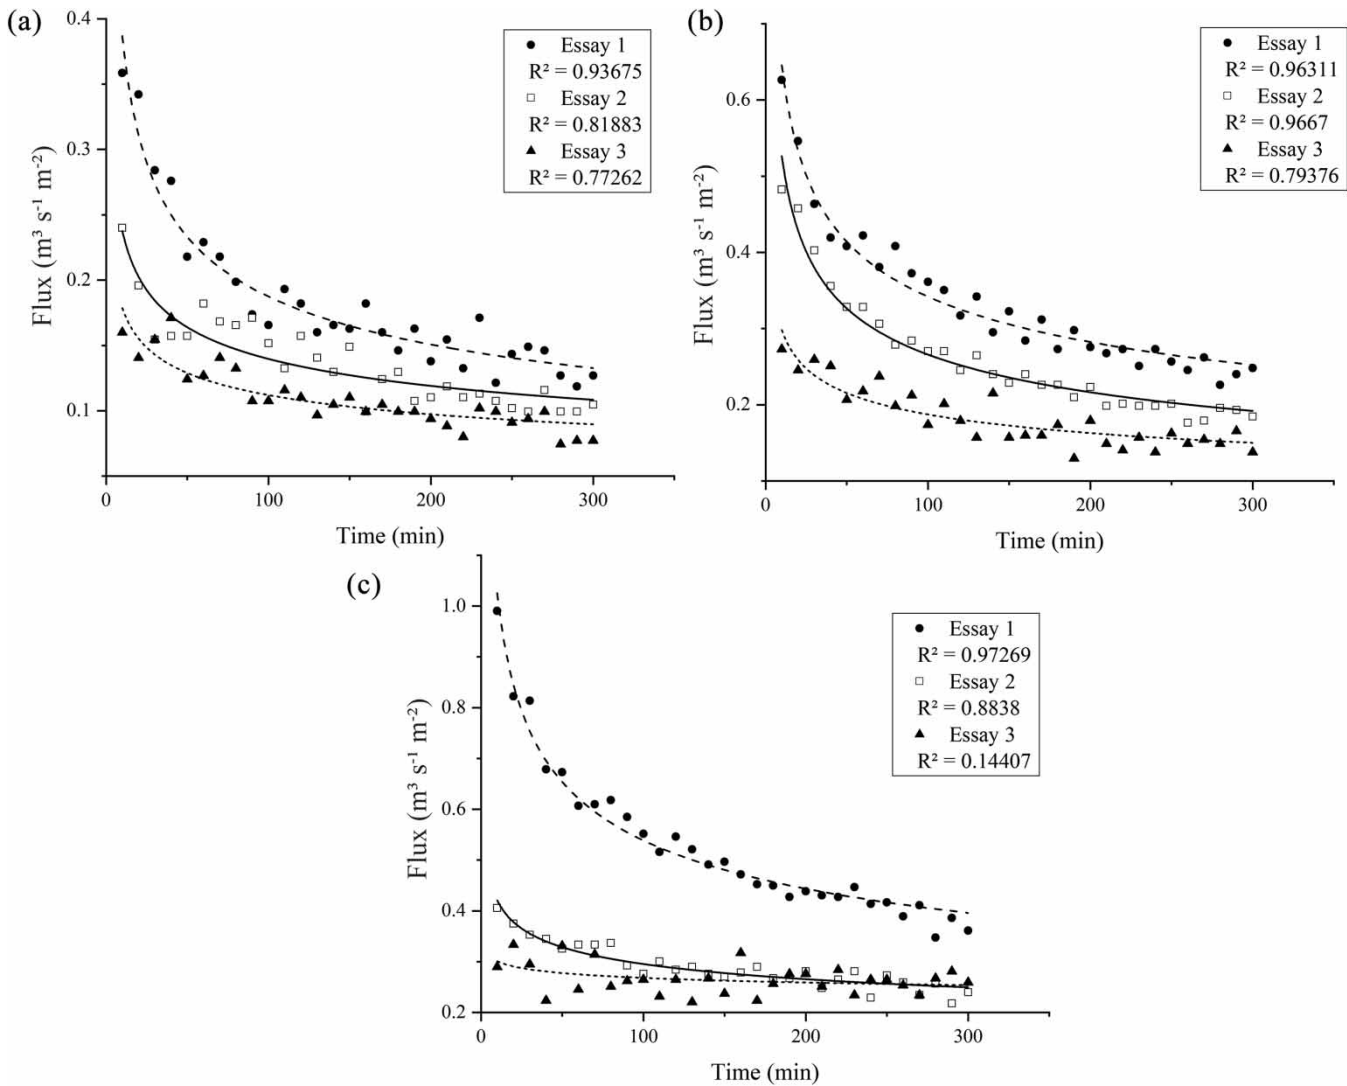 (a)
Flux (m³ s⁻¹ m⁻²)
0.4
0.3
0.2
0.1
0
100
200
300
Time (min)
Essay 1
R² = 0.93675
Essay 2
R² = 0.81883
Essay 3
R² = 0.77262
(b)
Flux (m³ s⁻¹ m⁻²)
0.6
0.4
0.2
0
100
200
300
Time (min)
Essay 1
R² = 0.96311
Essay 2
R² = 0.9667
Essay 3
R² = 0.79376
(c)
Flux (m³ s⁻¹ m⁻²)
1.0
0.8
0.6
0.4
0.2
0
100
200
300
Time (min)
Essay 1
R² = 0.97269
Essay 2
R² = 0.8838
Essay 3
R² = 0.14407